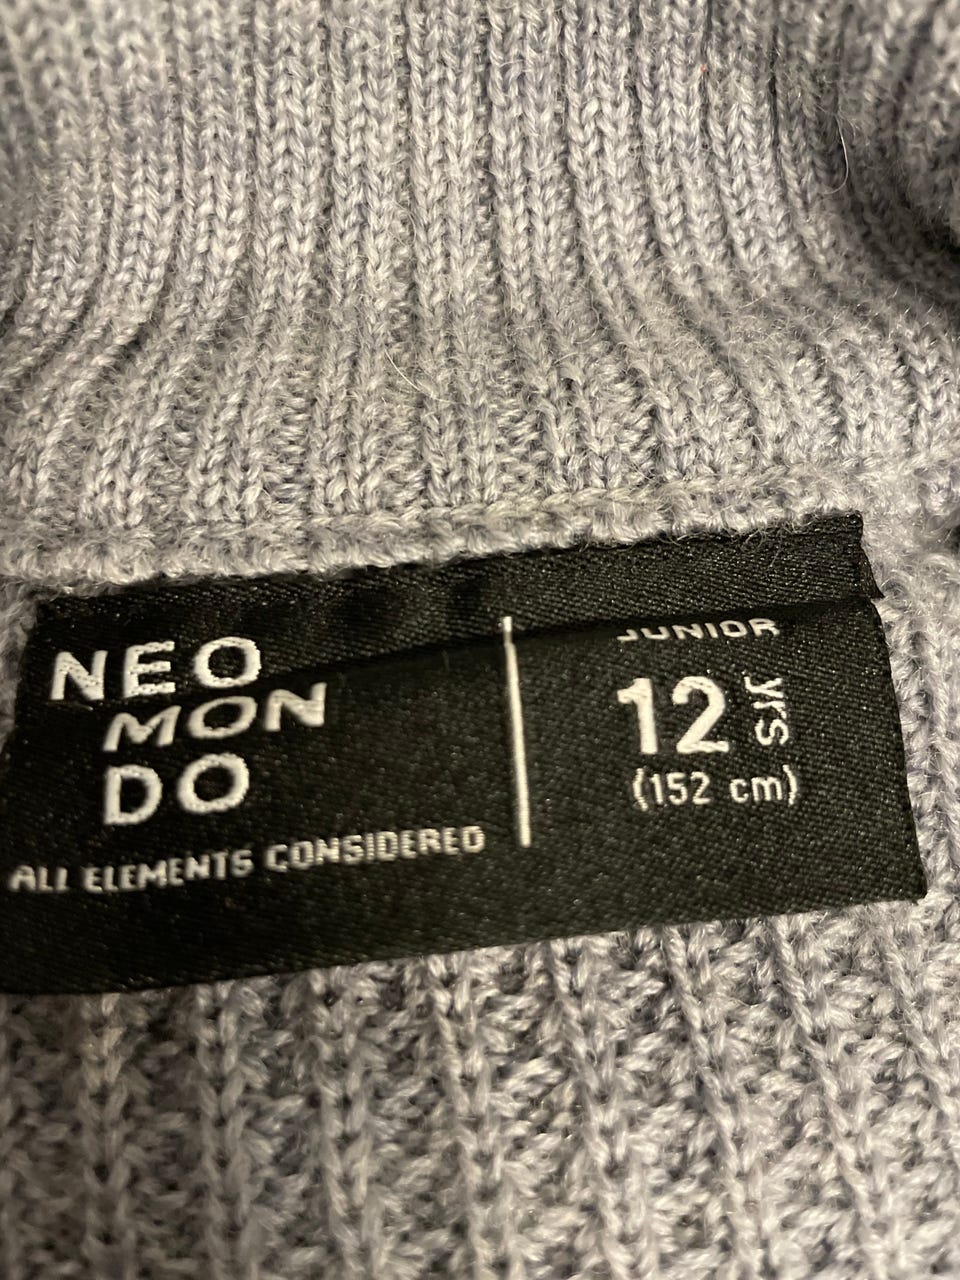 NEO
MON
DO
ALL ELEMENTS CONSIDERED
JUNIOR
12 yrs
(152 cm)